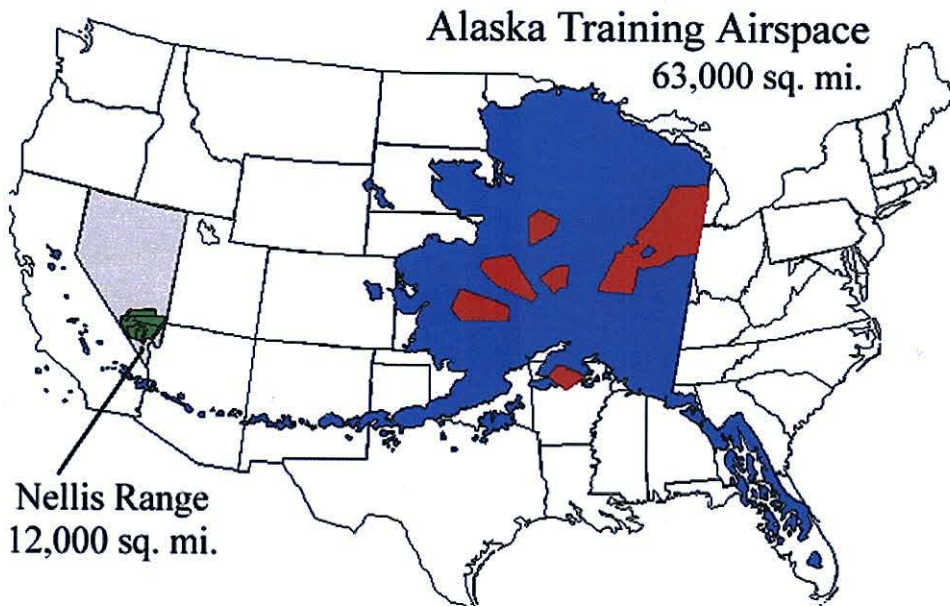 Alaska Training Airspace
63,000 sq. mi.
Nellis Range
12,000 sq. mi.